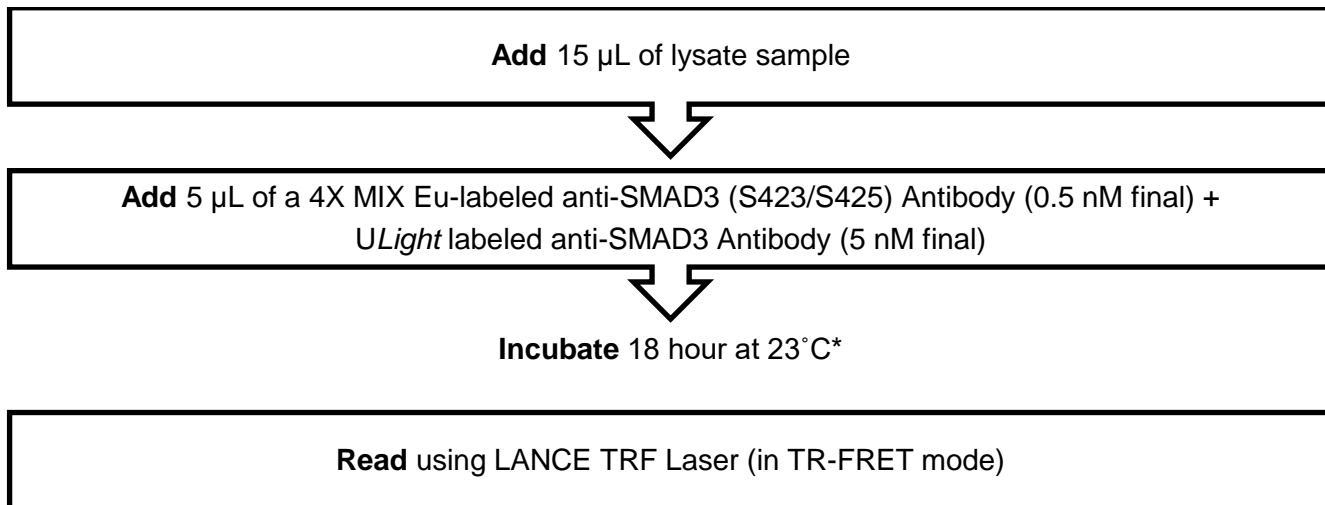 Add 15 µL of lysate sample
Add 5 µL of a 4X MIX Eu-labeled anti-SMAD3 (S423/S425) Antibody (0.5 nM final) +
ULight labeled anti-SMAD3 Antibody (5 nM final)
Incubate 18 hour at 23˚C*
Read using LANCE TRF Laser (in TR-FRET mode)